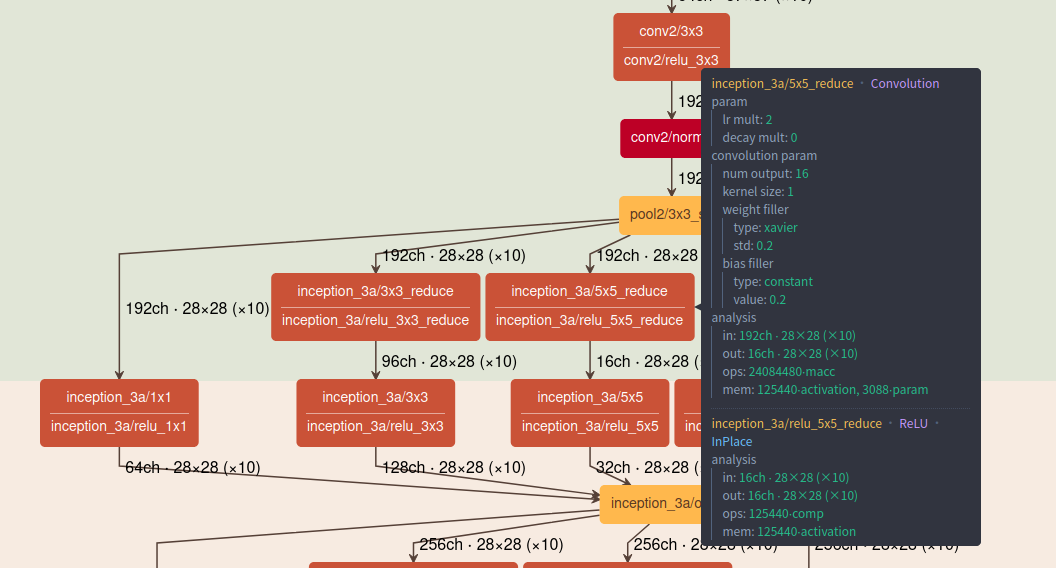 conv2/3x3
conv2/relu_3x3
192
conv2/norm
192
pool2/3x3_s
192ch · 28×28 (×10)
192ch · 28×28
192ch · 28×28 (×10)
inception_3a/3x3_reduce
inception_3a/relu_3x3_reduce
inception_3a/5x5_reduce
inception_3a/relu_5x5_reduce
96ch · 28×28 (×10)
16ch · 28×28 (
inception_3a/1x1
inception_3a/relu_1x1
inception_3a/3x3
inception_3a/relu_3x3
inception_3a/5x5
inception_3a/relu_5x5
inc
64ch · 28×28 (×10)
128ch · 28×28 (×10)
32ch · 28×28 (
inception_3a/o
256ch · 28×28 (×10)
256ch · 28×28 (×10)
256ch · 28×28 (×10)
inception_3a/5x5_reduce · Convolution
param
lr mult: 2
decay mult: 0
convolution param
num output: 16
kernel size: 1
weight filler
type: xavier
std: 0.2
bias filler
type: constant
value: 0.2
analysis
in: 192ch · 28×28 (×10)
out: 16ch · 28×28 (×10)
ops: 24084480·macc
mem: 125440·activation, 3088·param
inception_3a/relu_5x5_reduce · ReLU ·
InPlace
analysis
in: 16ch · 28×28 (×10)
out: 16ch · 28×28 (×10)
ops: 125440·comp
mem: 125440·activation